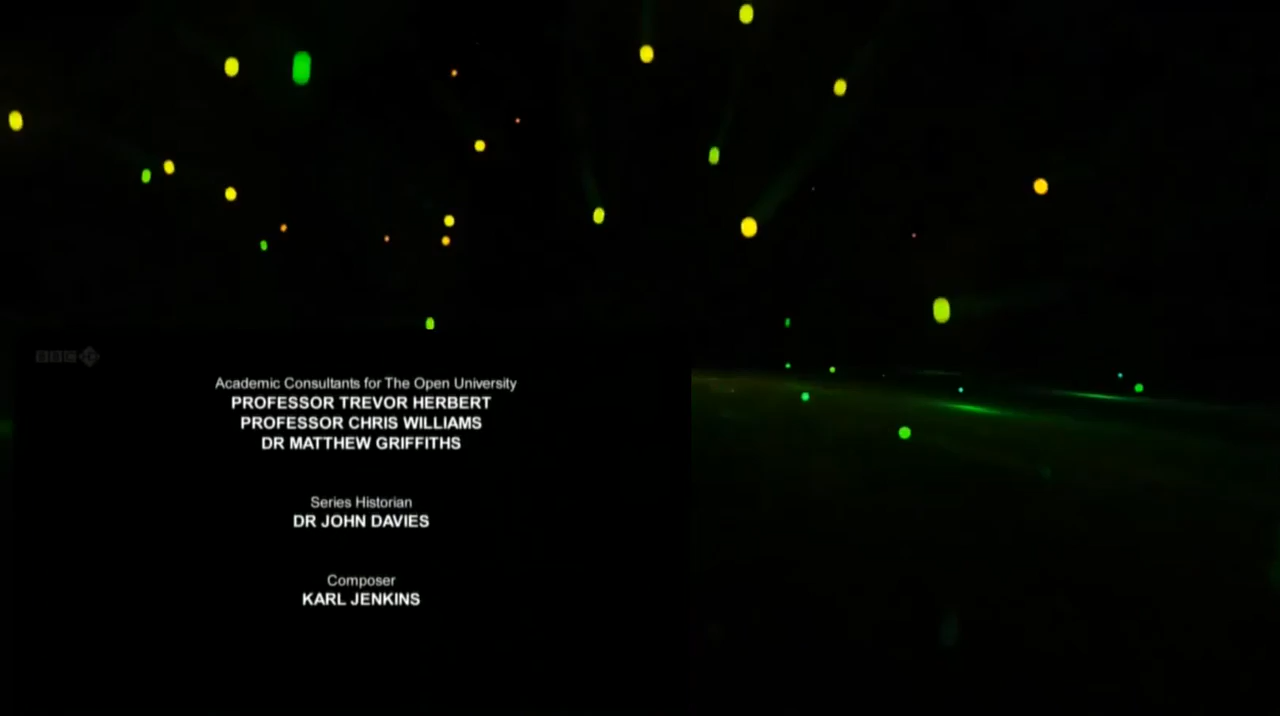 BBC
Academic Consultants for The Open University
PROFESSOR TREVOR HERBERT
PROFESSOR CHRIS WILLIAMS
DR MATTHEW GRIFFITHS
Series Historian
DR JOHN DAVIES
Composer
KARL JENKINS